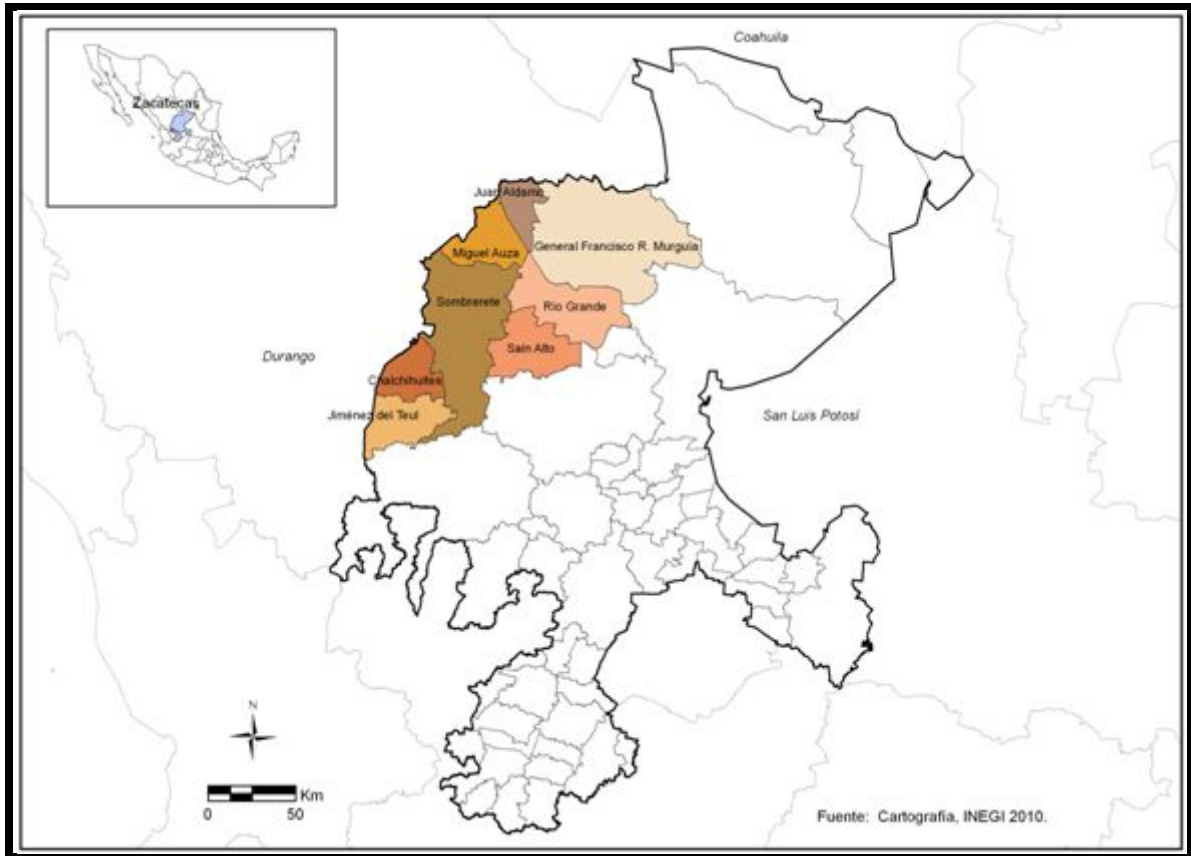 Coahuila
Zacatecas
Juan Aldama
Miguel Auza
General Francisco R. Murguía
Sombrerete
Río Grande
Sain Alto
Durango
Chalchihuites
Jiménez del Teul
San Luis Potosí
N
Km
0 50
Fuente: Cartografía, INEGI 2010.